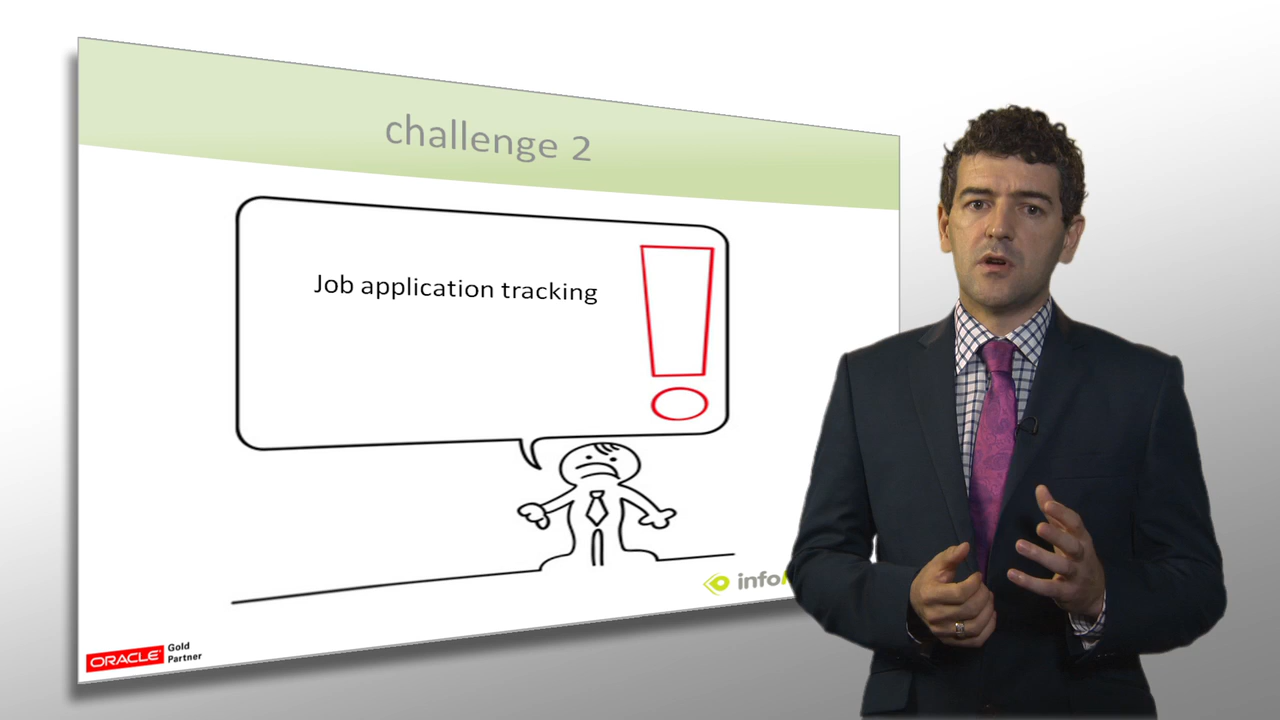 challenge 2
Job application tracking
info
ORACLE
Gold
Partner